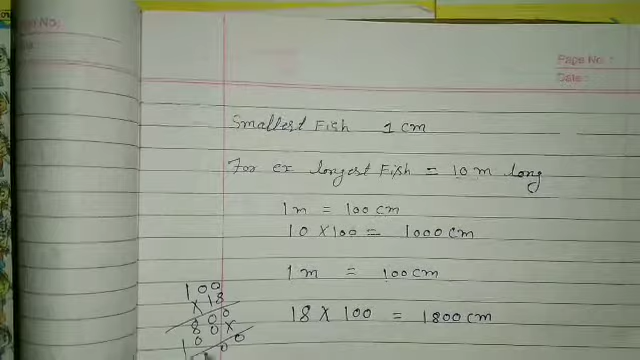 Page No.:
Date:
Smallest Fish 1 cm
For ex longest Fish = 10 m long
1m = 100 cm
10 X 100 = 1000 cm
1m = 100 cm
18 X 100 = 1800 cm
100
X 18
800
100X